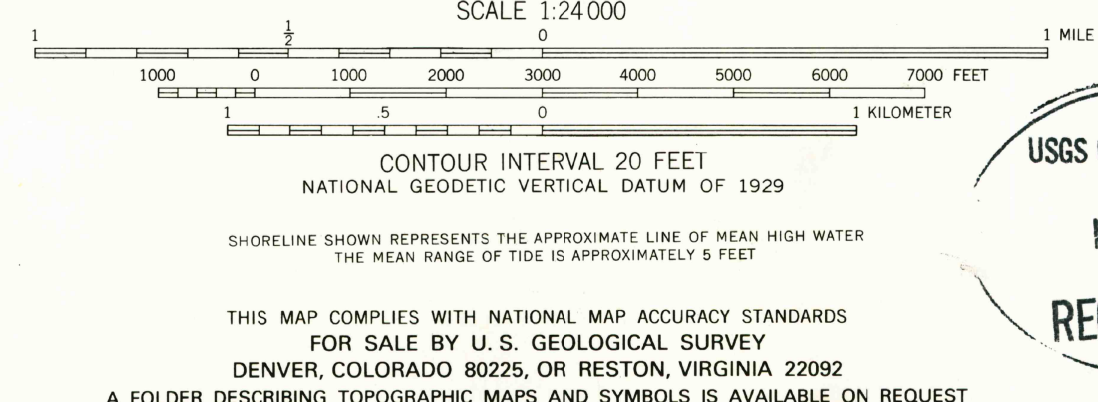 SCALE 1:24 000
1 ½ 0 1 MILE
1000 0 1000 2000 3000 4000 5000 6000 7000 FEET
1 .5 0 1 KILOMETER
CONTOUR INTERVAL 20 FEET
NATIONAL GEODETIC VERTICAL DATUM OF 1929
USGS
SHORELINE SHOWN REPRESENTS THE APPROXIMATE LINE OF MEAN HIGH WATER
THE MEAN RANGE OF TIDE IS APPROXIMATELY 5 FEET
THIS MAP COMPLIES WITH NATIONAL MAP ACCURACY STANDARDS
FOR SALE BY U. S. GEOLOGICAL SURVEY
DENVER, COLORADO 80225, OR RESTON, VIRGINIA 22092
A FOLDER DESCRIBING TOPOGRAPHIC MAPS AND SYMBOLS IS AVAILABLE ON REQUEST